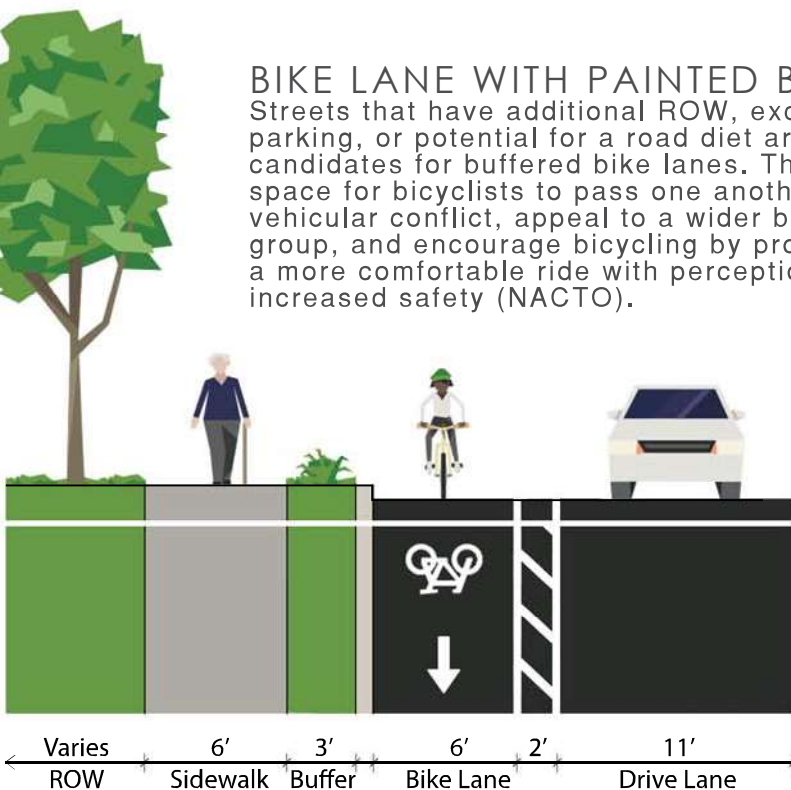 BIKE LANE WITH PAINTED B
Streets that have additional ROW, exc
parking, or potential for a road diet ar
candidates for buffered bike lanes. Th
space for bicyclists to pass one anoth
vehicular conflict, appeal to a wider b
group, and encourage bicycling by pro
a more comfortable ride with perceptio
increased safety (NACTO).
Varies 6’ 3’ 6’ 2’ 11’
ROW Sidewalk Buffer Bike Lane Drive Lane